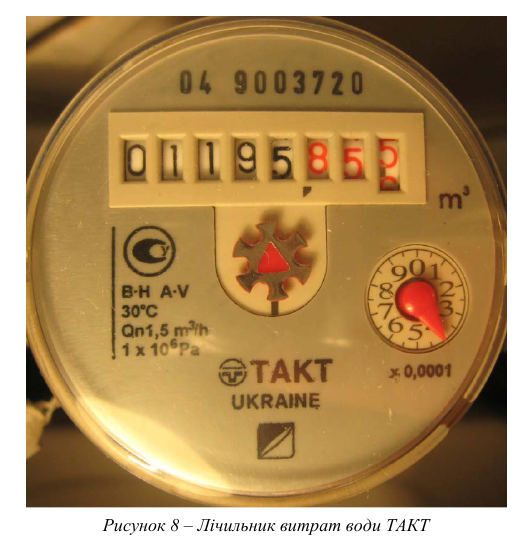 04 9003720
01195855
m³
B-H A-V
30°C
Qn1,5 m³/h
1 x 10⁶Pa
9 0 1 2 3 4 5 6 7 8
x 0,0001
TAKT
UKRAINE
Рисунок 8 – Лічильник витрат води ТАКТ